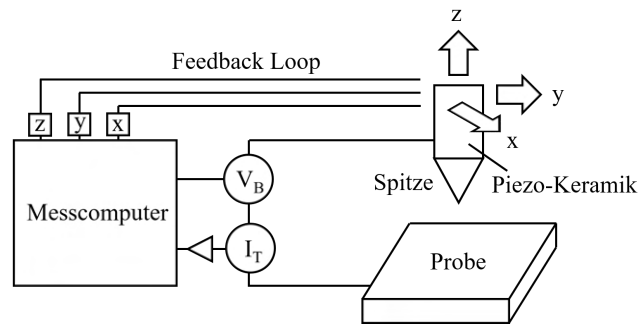 z
Feedback Loop
y
z y x
x
V_B
Spitze
Piezo-Keramik
Messcomputer
I_T
Probe